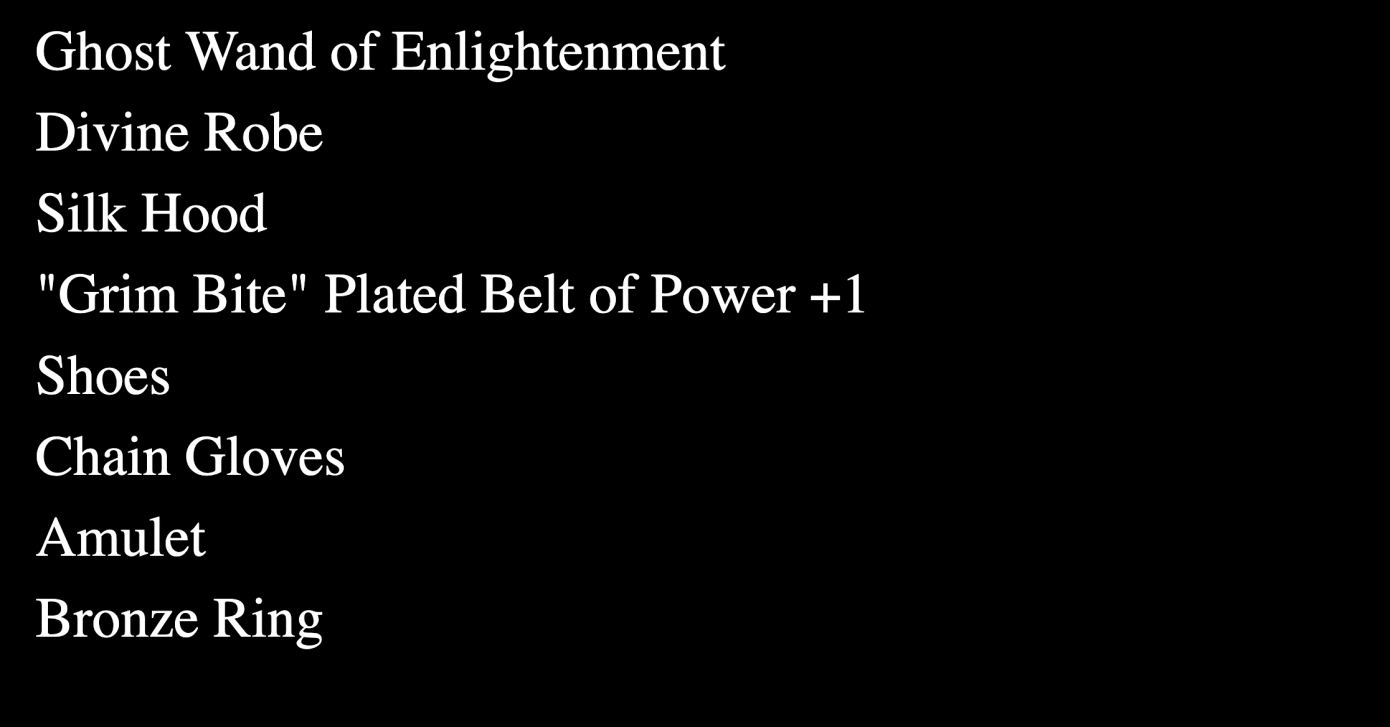 Ghost Wand of Enlightenment
Divine Robe
Silk Hood
"Grim Bite" Plated Belt of Power +1
Shoes
Chain Gloves
Amulet
Bronze Ring